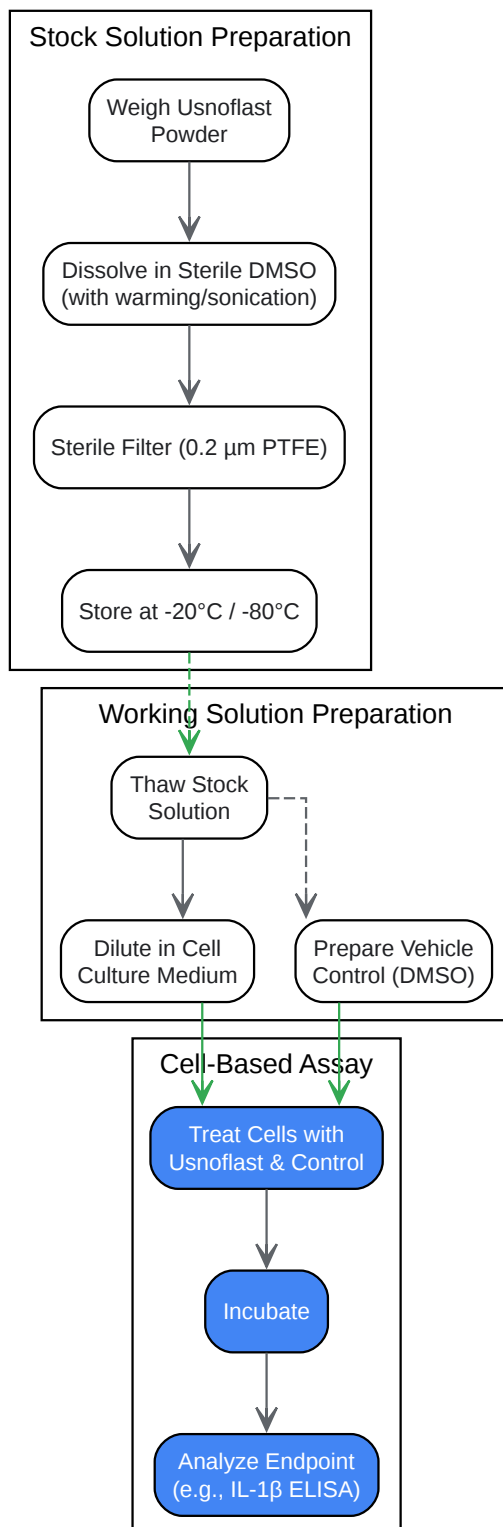 Stock Solution Preparation
Weigh Usnoflast
Powder
Dissolve in Sterile DMSO
(with warming/sonication)
Sterile Filter (0.2 µm PTFE)
Store at -20°C / -80°C
Working Solution Preparation
Thaw Stock
Solution
Dilute in Cell
Culture Medium
Prepare Vehicle
Control (DMSO)
Cell-Based Assay
Treat Cells with
Usnoflast & Control
Incubate
Analyze Endpoint
(e.g., IL-1β ELISA)